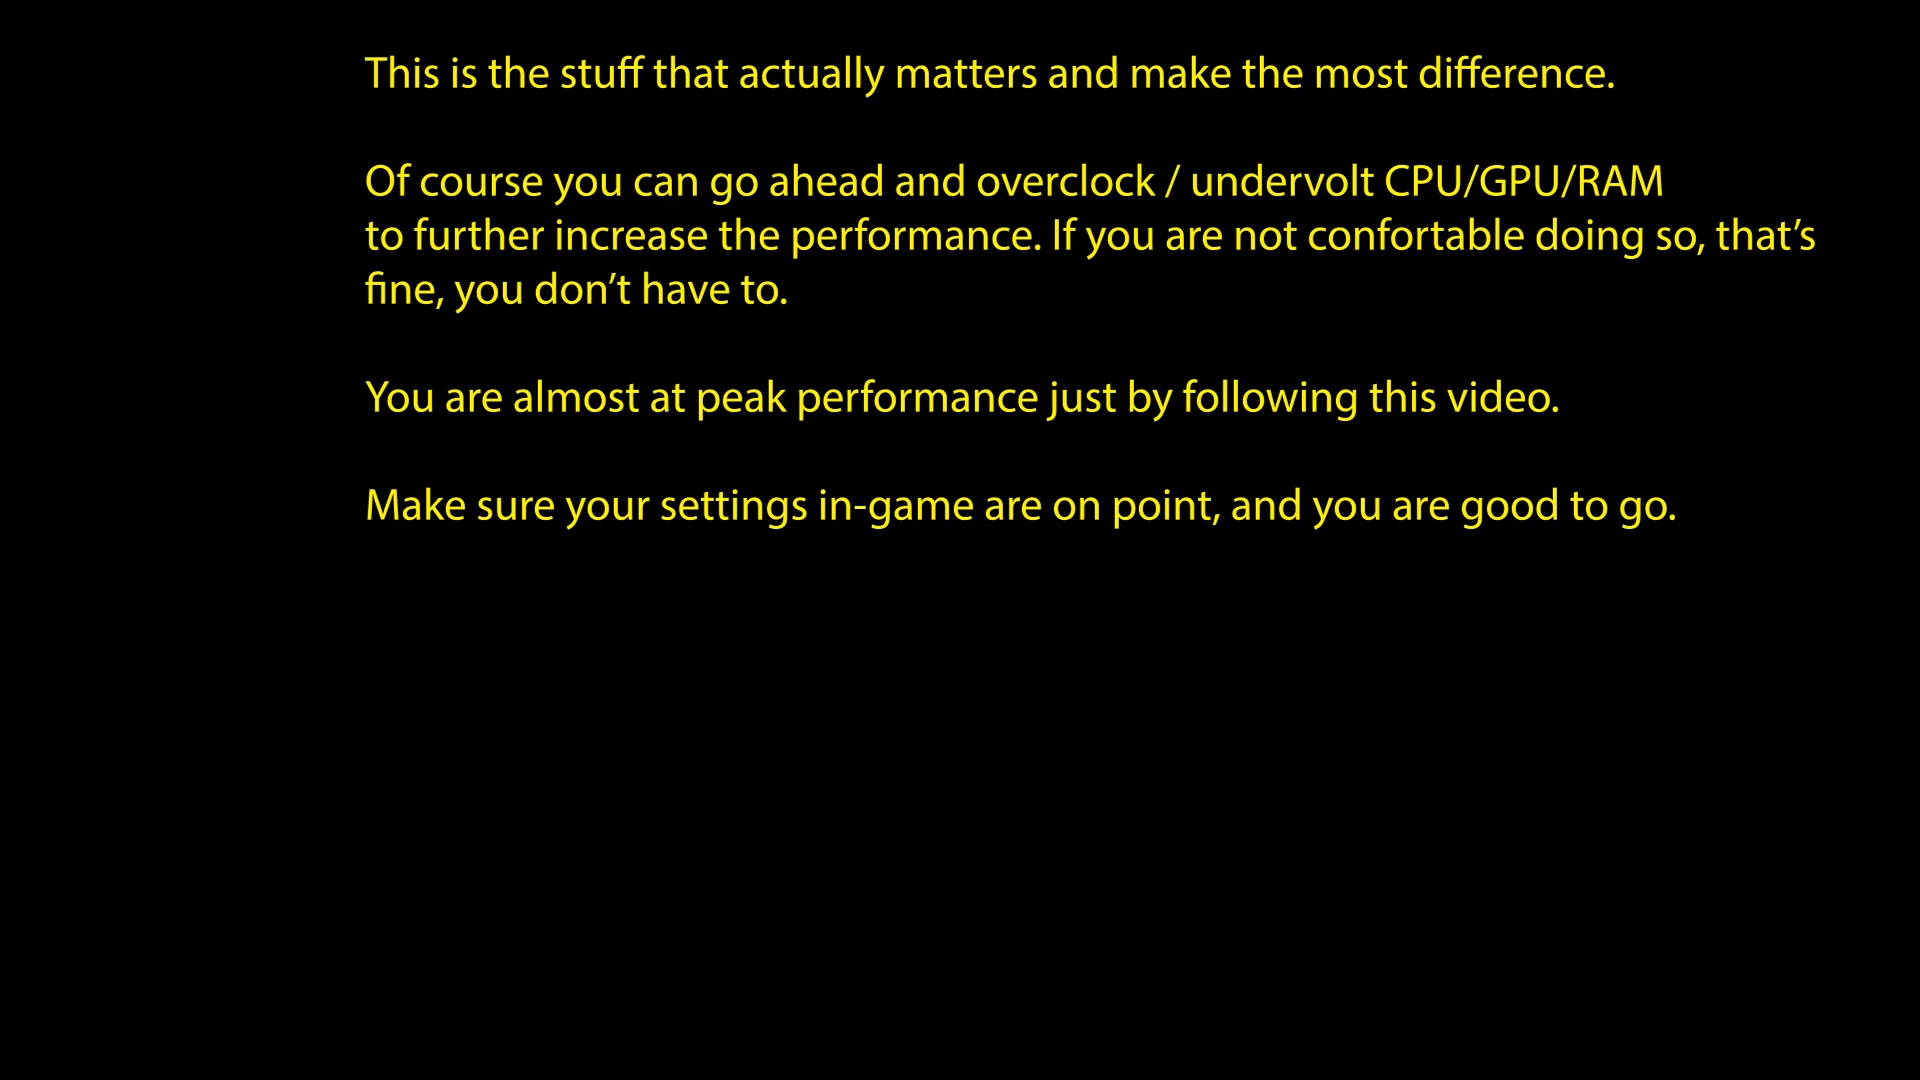 This is the stuff that actually matters and make the most difference.
Of course you can go ahead and overclock / undervolt CPU/GPU/RAM
to further increase the performance. If you are not confortable doing so, that’s
fine, you don’t have to.
You are almost at peak performance just by following this video.
Make sure your settings in-game are on point, and you are good to go.